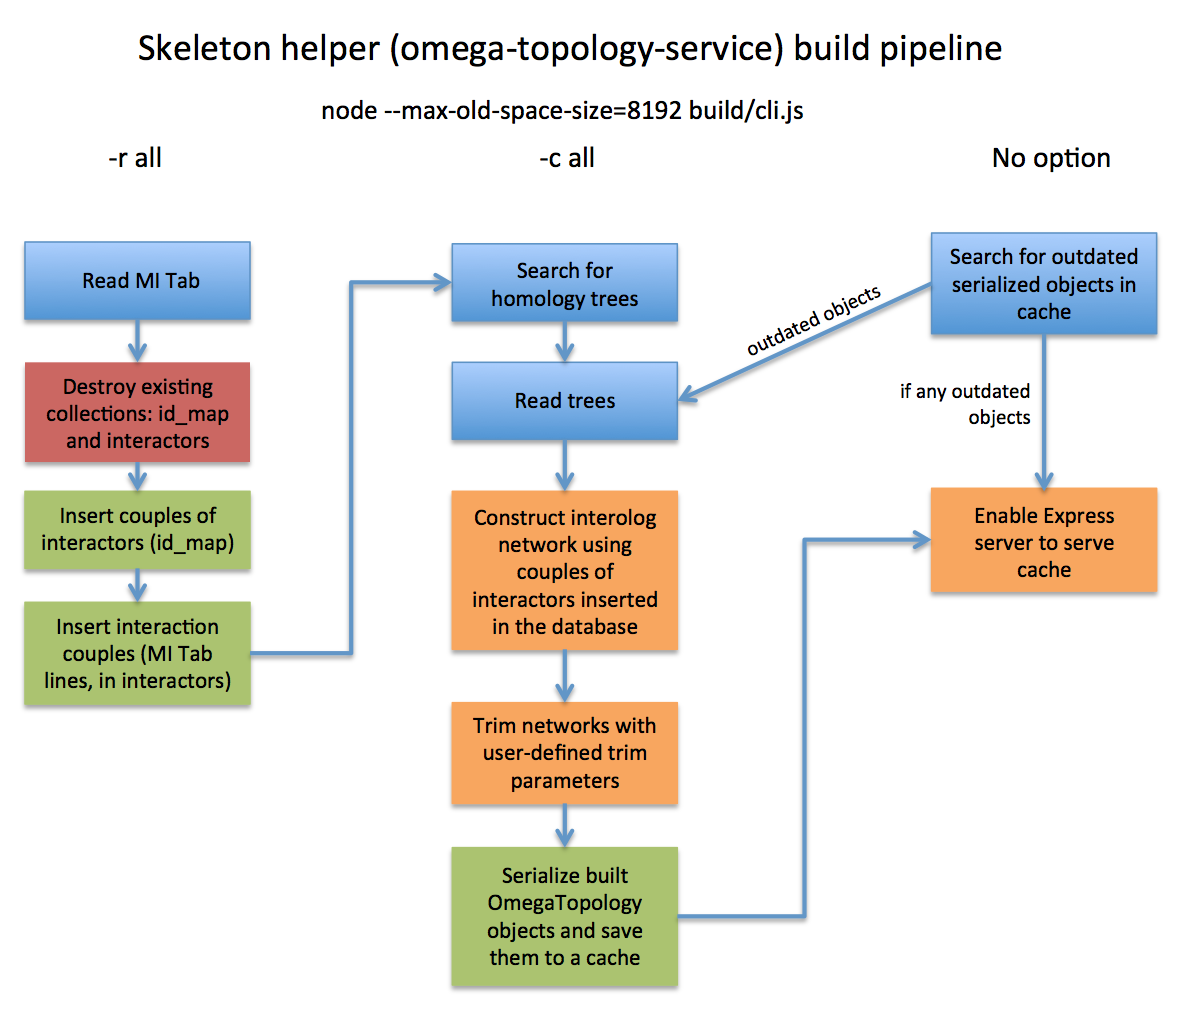 Skeleton helper (omega-topology-service) build pipeline
node --max-old-space-size=8192 build/cli.js
-r all
-c all
No option
Read MI Tab
Destroy existing
collections: id_map
and interactors
Insert couples of
interactors (id_map)
Insert interaction
couples (MI Tab
lines, in interactors)
Search for
homology trees
Read trees
Construct interolog
network using
couples of
interactors inserted
in the database
Trim networks with
user-defined trim
parameters
Serialize built
OmegaTopology
objects and save
them to a cache
Search for outdated
serialized objects in
cache
outdated objects
if any outdated
objects
Enable Express
server to serve
cache